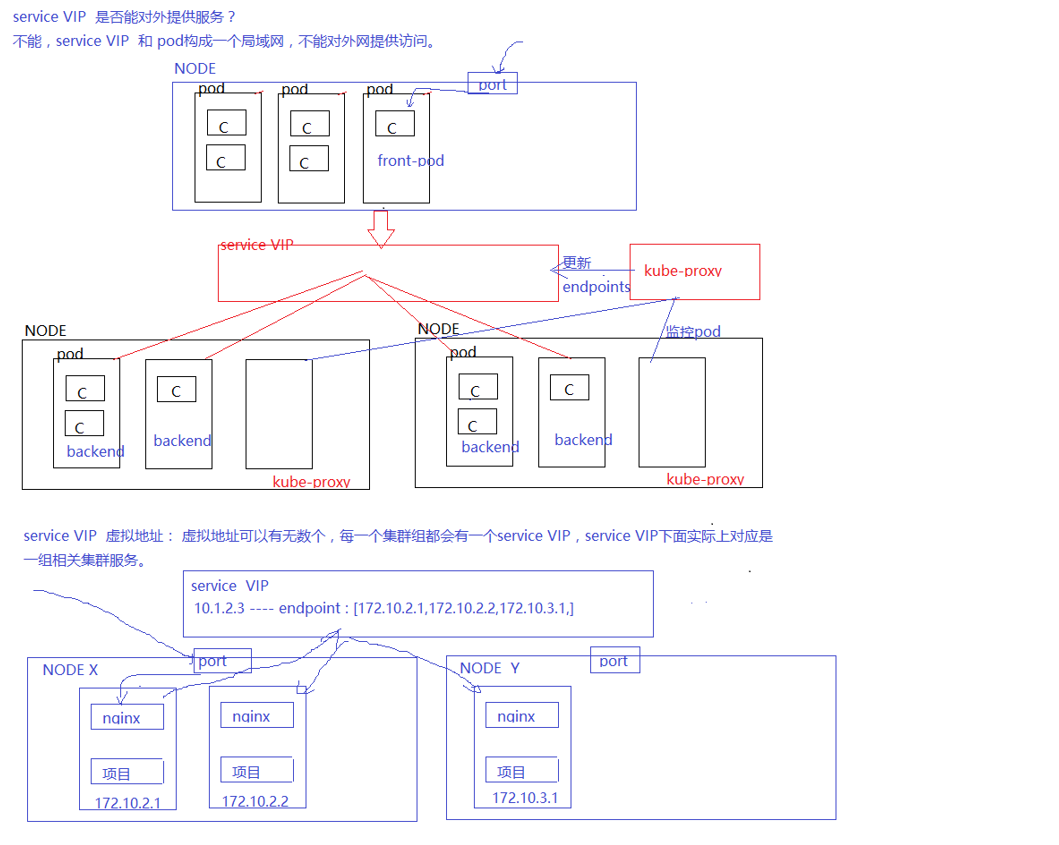 service VIP 是否能对外提供服务？
不能，service VIP 和 pod构成一个局域网，不能对外网提供访问。
NODE
port
pod pod pod
C C C
C C
front-pod
service VIP
更新
endpoints
kube-proxy
NODE NODE
监控pod
pod pod
C C C C
C C
backend backend backend backend
kube-proxy kube-proxy
service VIP 虚拟地址： 虚拟地址可以有无数个，每一个集群组都会有一个service VIP，service VIP下面实际上对应是
一组相关集群服务。
service VIP
10.1.2.3 ---- endpoint : [172.10.2.1,172.10.2.2,172.10.3.1,]
NODE X port NODE Y port
nginx nginx nginx
项目 项目 项目
172.10.2.1 172.10.2.2 172.10.3.1